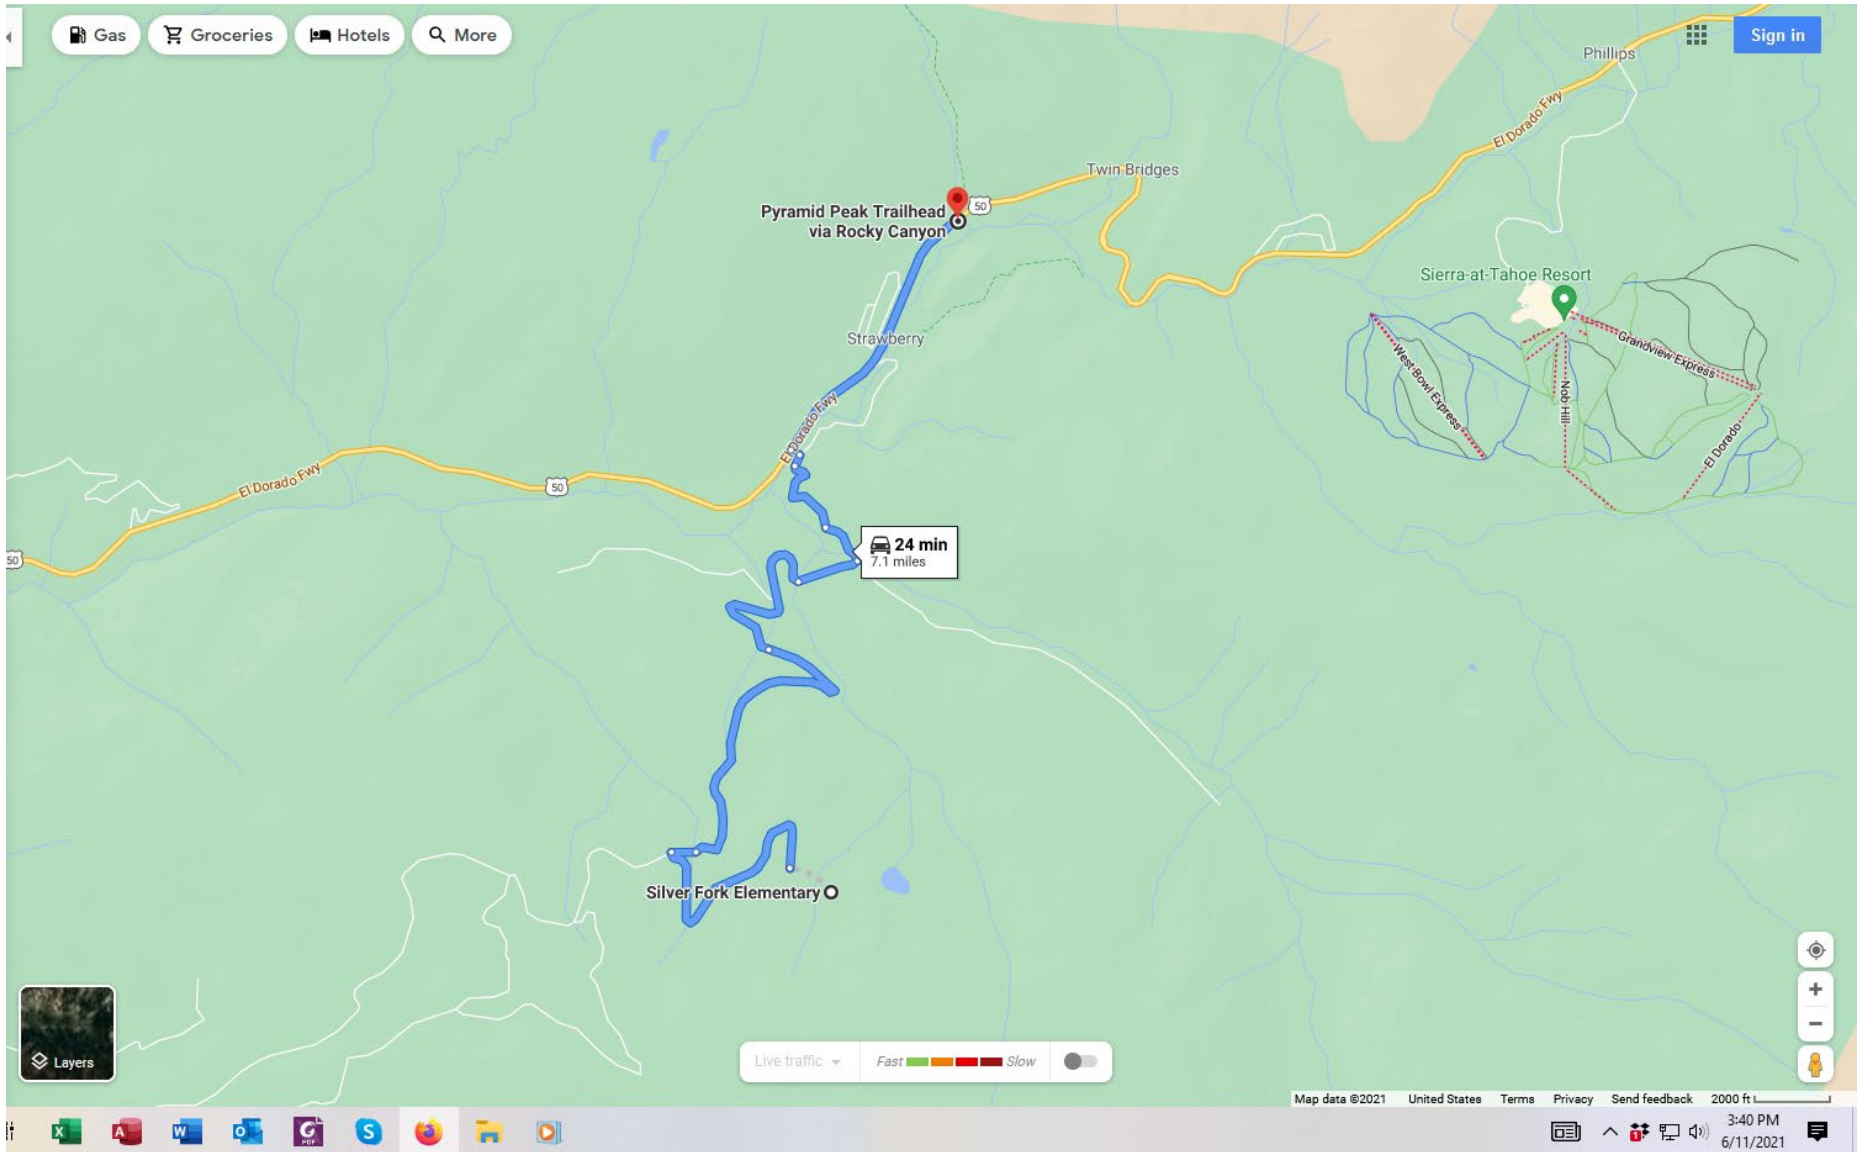 Gas
Groceries
Hotels
More
Sign in
Phillips
El Dorado Fwy
Twin Bridges
50
Pyramid Peak Trailhead
via Rocky Canyon
Sierra-at-Tahoe Resort
Strawberry
Grandview Express
West Bowl Express
Nob Hill
El Dorado
El Dorado Fwy
El Dorado Fwy
50
50
24 min
7.1 miles
Silver Fork Elementary
Layers
Live traffic
Fast
Slow
Map data ©2021
United States
Terms
Privacy
Send feedback
2000 ft
X
A
W
O
G
PDF
S
1
3:40 PM
6/11/2021